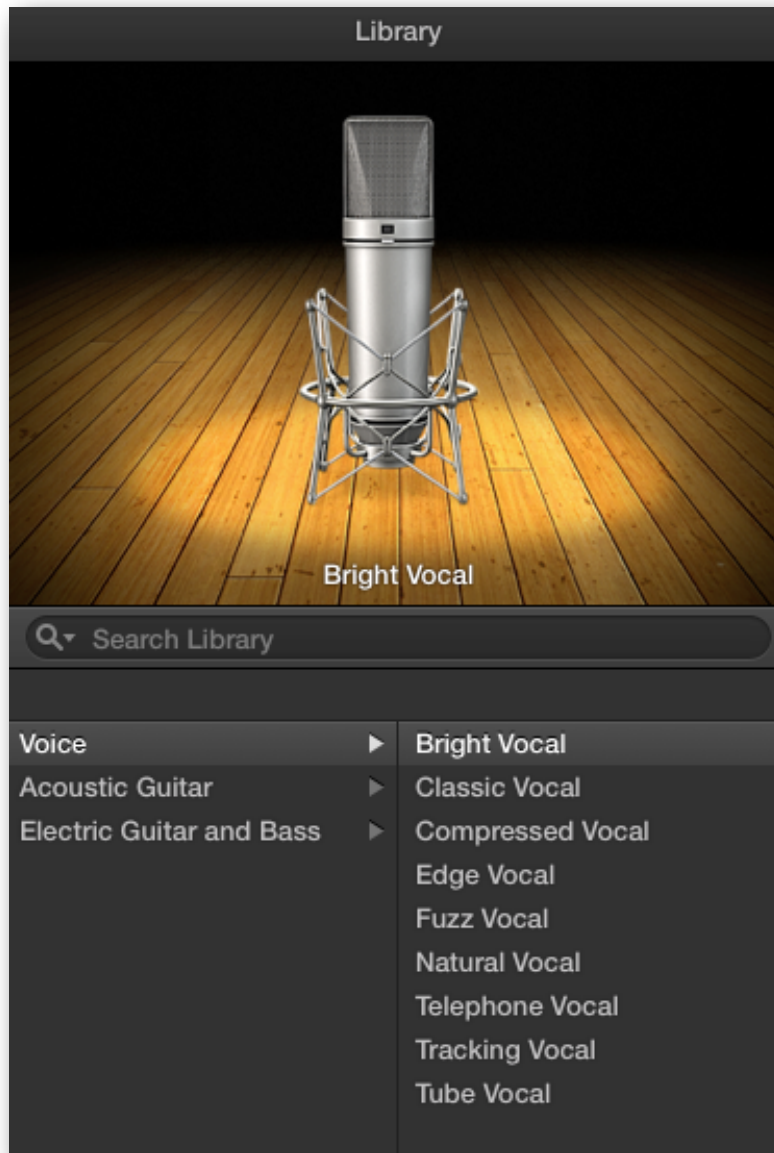 Library
Bright Vocal
Search Library
Voice
Acoustic Guitar
Electric Guitar and Bass
Bright Vocal
Classic Vocal
Compressed Vocal
Edge Vocal
Fuzz Vocal
Natural Vocal
Telephone Vocal
Tracking Vocal
Tube Vocal